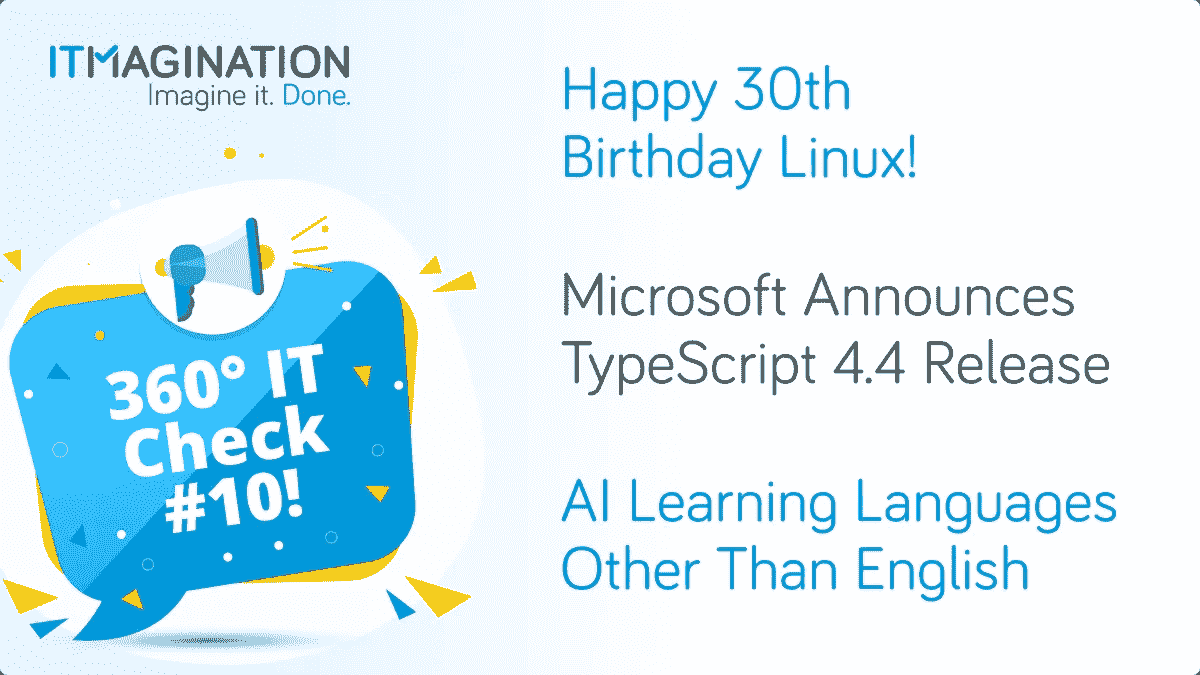 ITMAGINATION
Imagine it. Done.
360° IT
Check
#10!
Happy 30th
Birthday Linux!
Microsoft Announces
TypeScript 4.4 Release
AI Learning Languages
Other Than English